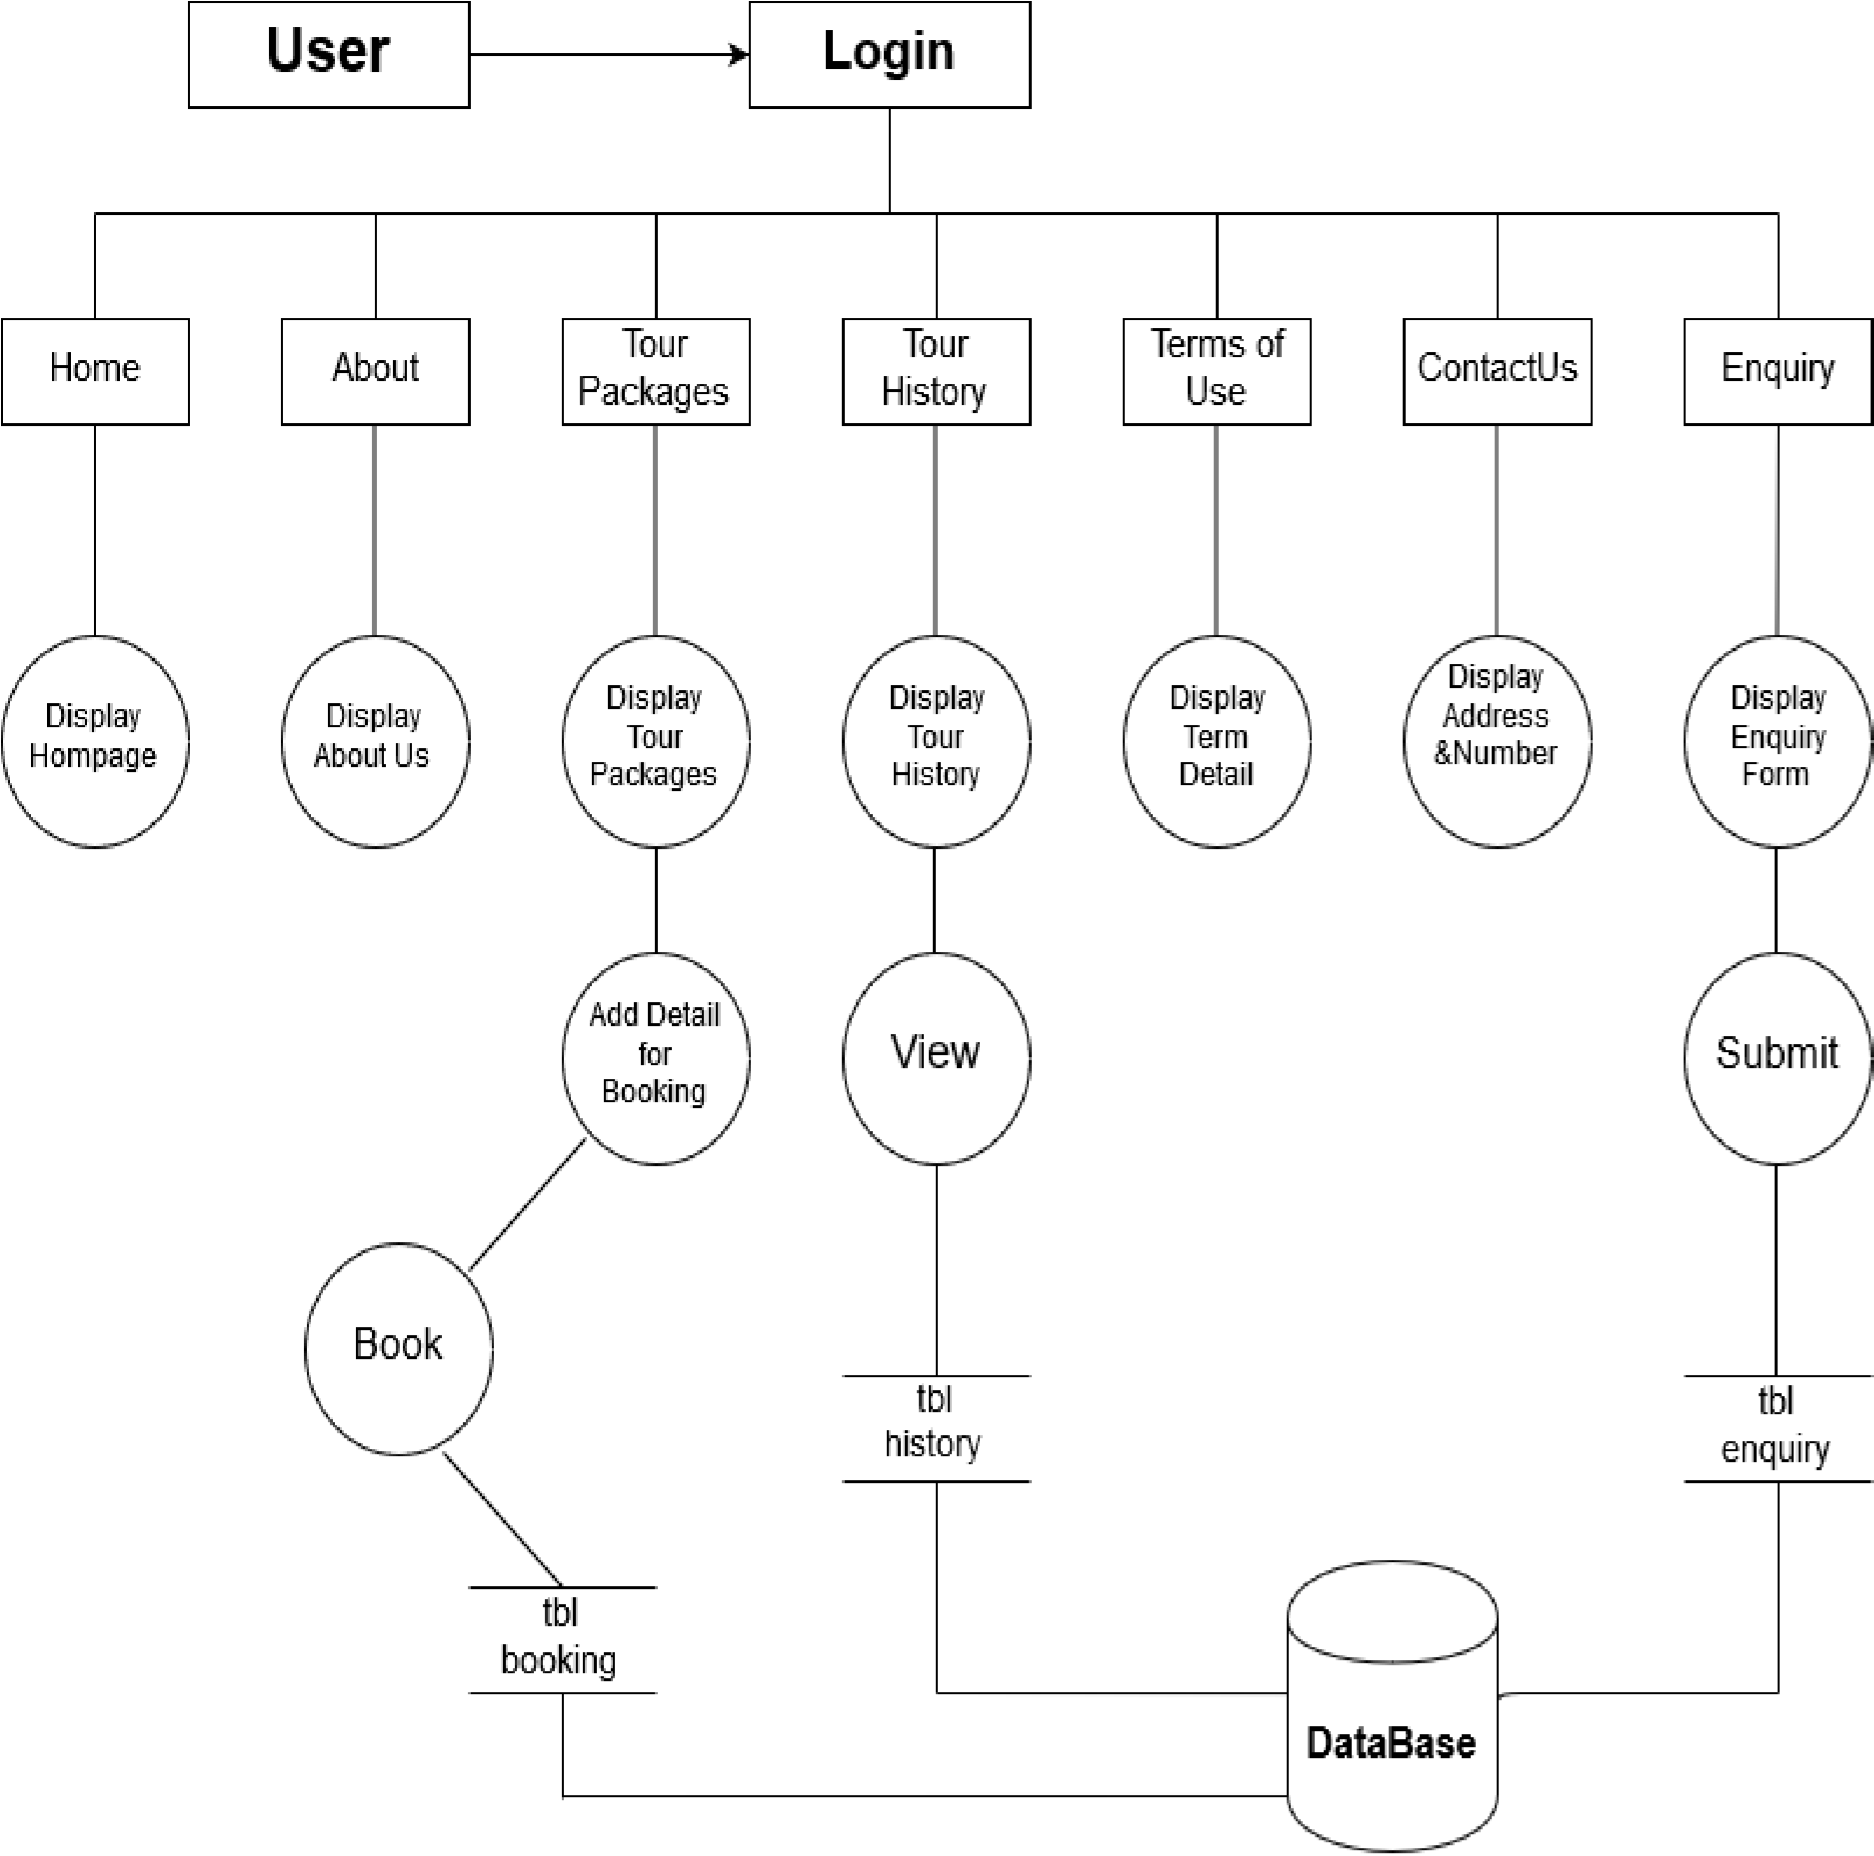 User
Login
Home
About
Tour
Packages
Tour
History
Terms of
Use
ContactUs
Enquiry
Display
Hompage
Display
About Us
Display
Tour
Packages
Display
Tour
History
Display
Term
Detail
Display
Address
&Number
Display
Enquiry
Form
Add Detail
for
Booking
View
Submit
Book
tbl
history
tbl
enquiry
tbl
booking
DataBase